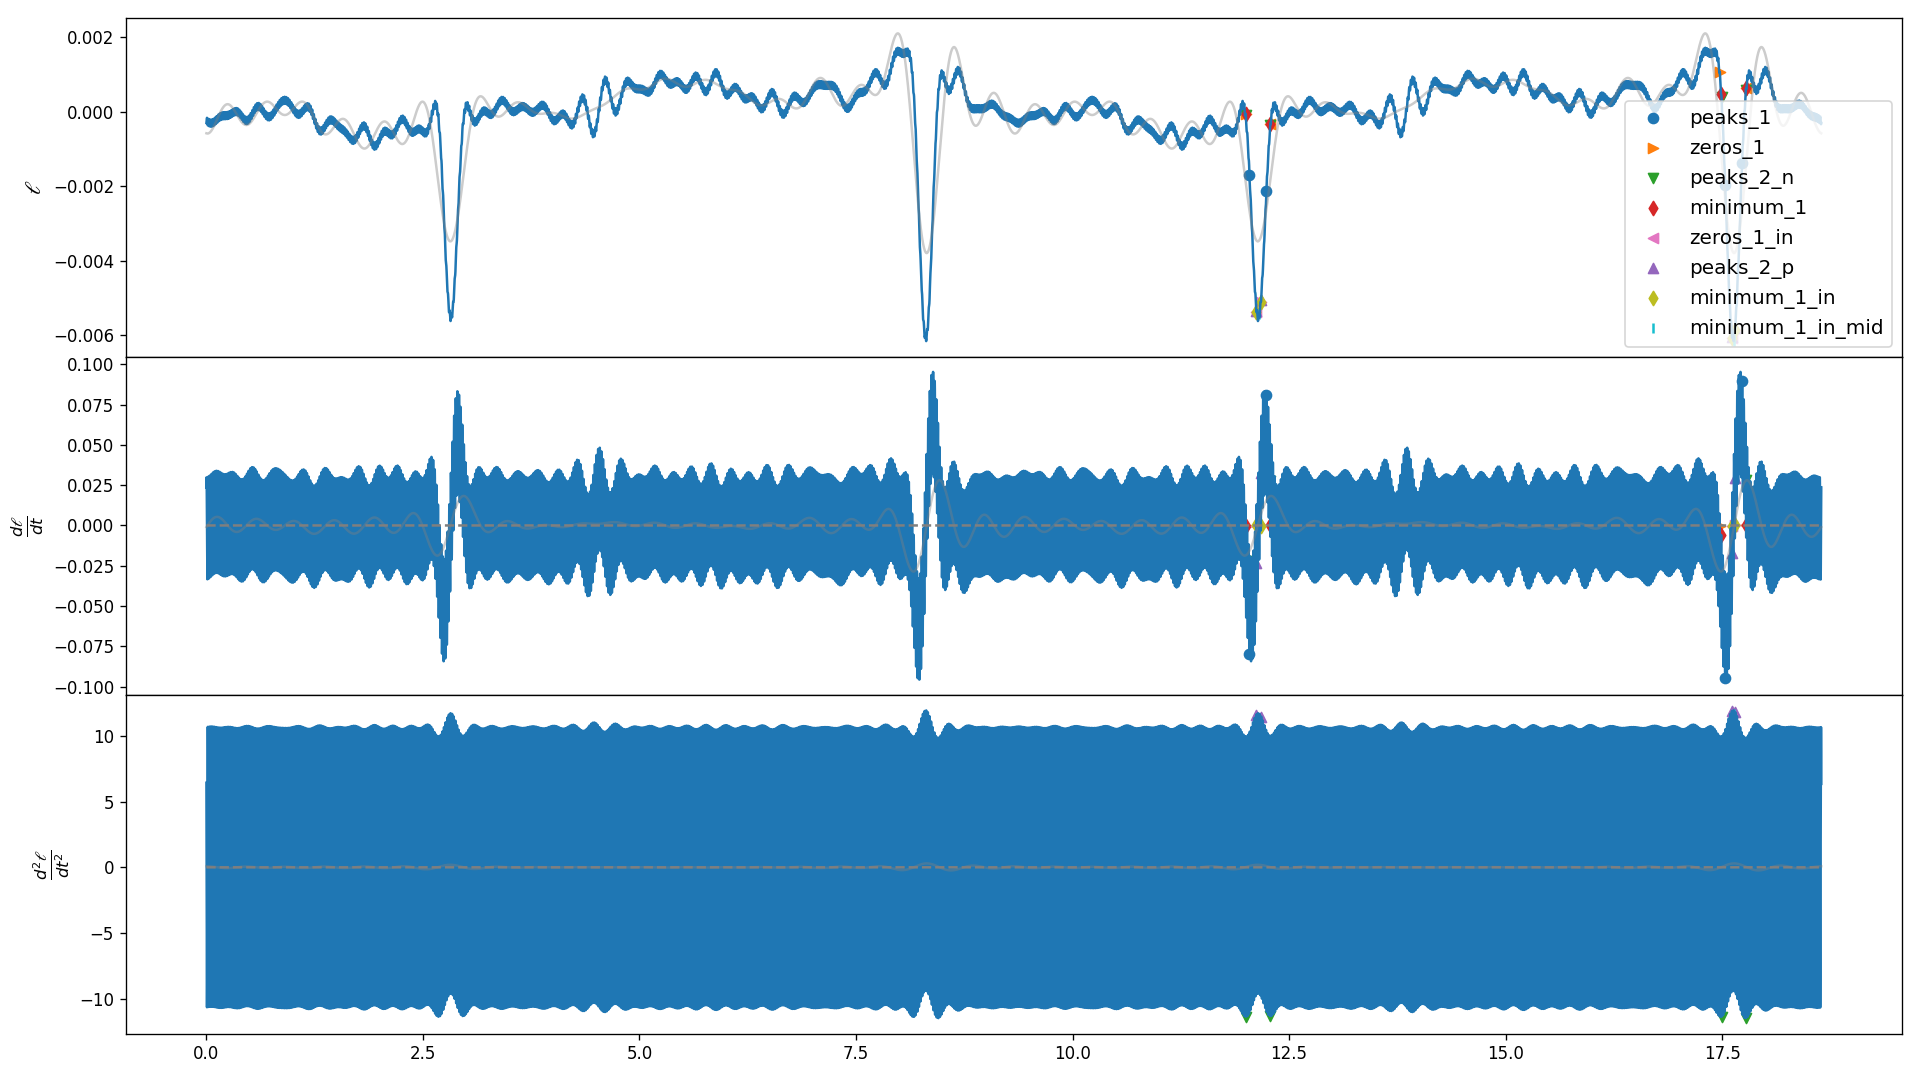 0.002
0.000
−0.002
−0.004
−0.006
ℓ
peaks_1
zeros_1
peaks_2_n
minimum_1
zeros_1_in
peaks_2_p
minimum_1_in
minimum_1_in_mid
0.100
0.075
0.050
0.025
0.000
−0.025
−0.050
−0.075
−0.100
dℓ/dt
10
5
0
−5
−10
d²ℓ/dt²
0.0 2.5 5.0 7.5 10.0 12.5 15.0 17.5